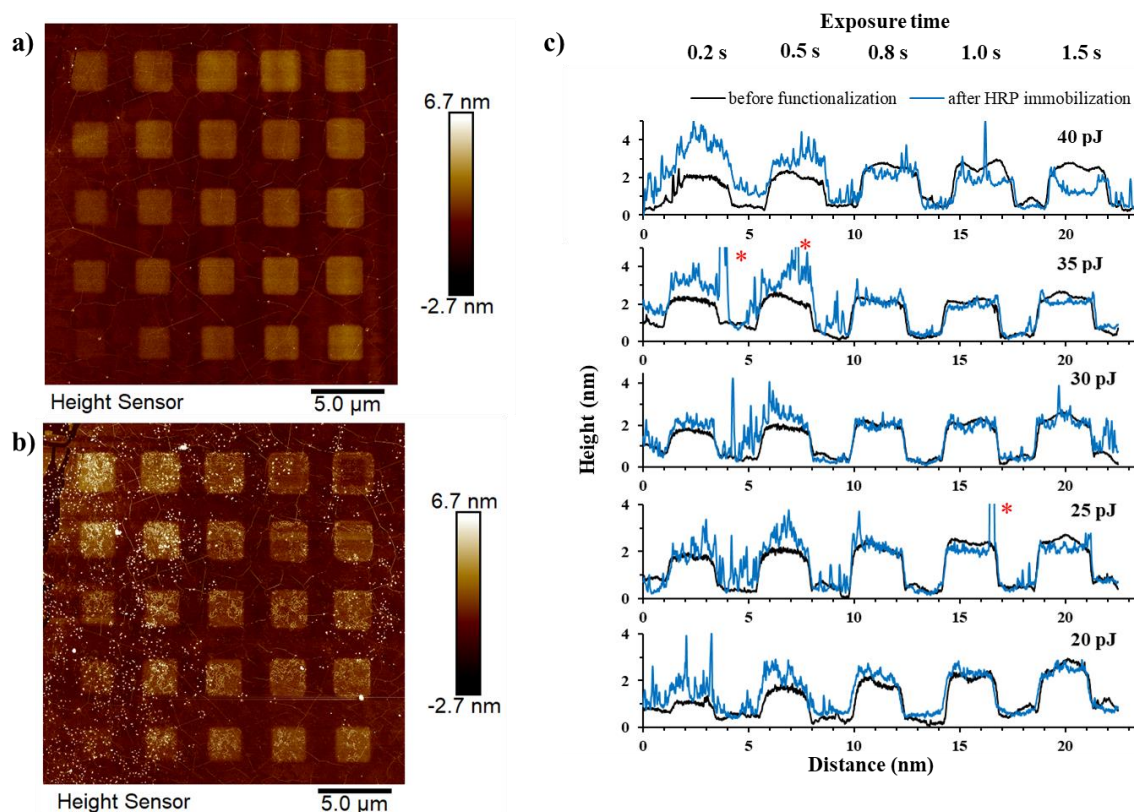 a)
6.7 nm
-2.7 nm
Height Sensor
5.0 µm
b)
6.7 nm
-2.7 nm
Height Sensor
5.0 µm
c)
Exposure time
0.2 s 0.5 s 0.8 s 1.0 s 1.5 s
before functionalization after HRP immobilization
40 pJ
4
2
0
0 5 10 15 20
35 pJ
* *
4
2
0
0 5 10 15 20
30 pJ
4
2
0
0 5 10 15 20
25 pJ
*
4
2
0
0 5 10 15 20
20 pJ
4
2
0
0 5 10 15 20
Height (nm)
Distance (nm)